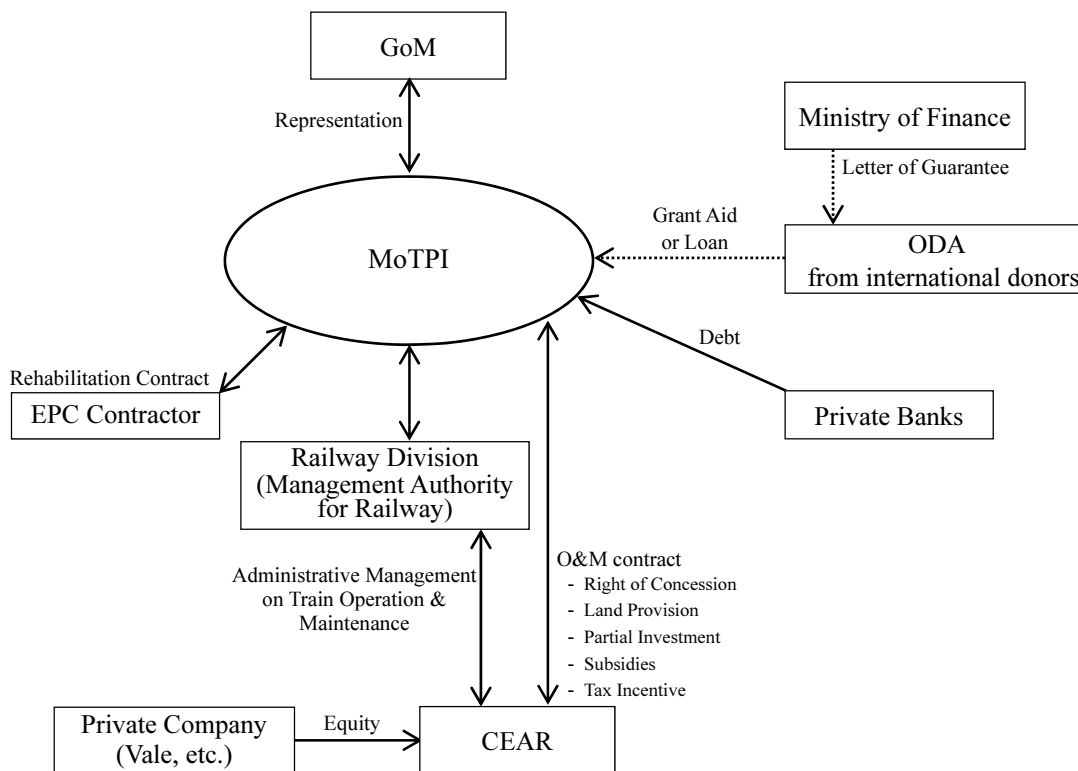 GoM
Representation
Ministry of Finance
Letter of Guarantee
Grant Aid
or Loan
ODA
from international donors
MoTPI
Debt
Private Banks
Rehabilitation Contract
EPC Contractor
Railway Division
(Management Authority
for Railway)
Administrative Management
on Train Operation &
Maintenance
O&M contract
- Right of Concession
- Land Provision
- Partial Investment
- Subsidies
- Tax Incentive
Private Company
(Vale, etc.)
Equity
CEAR